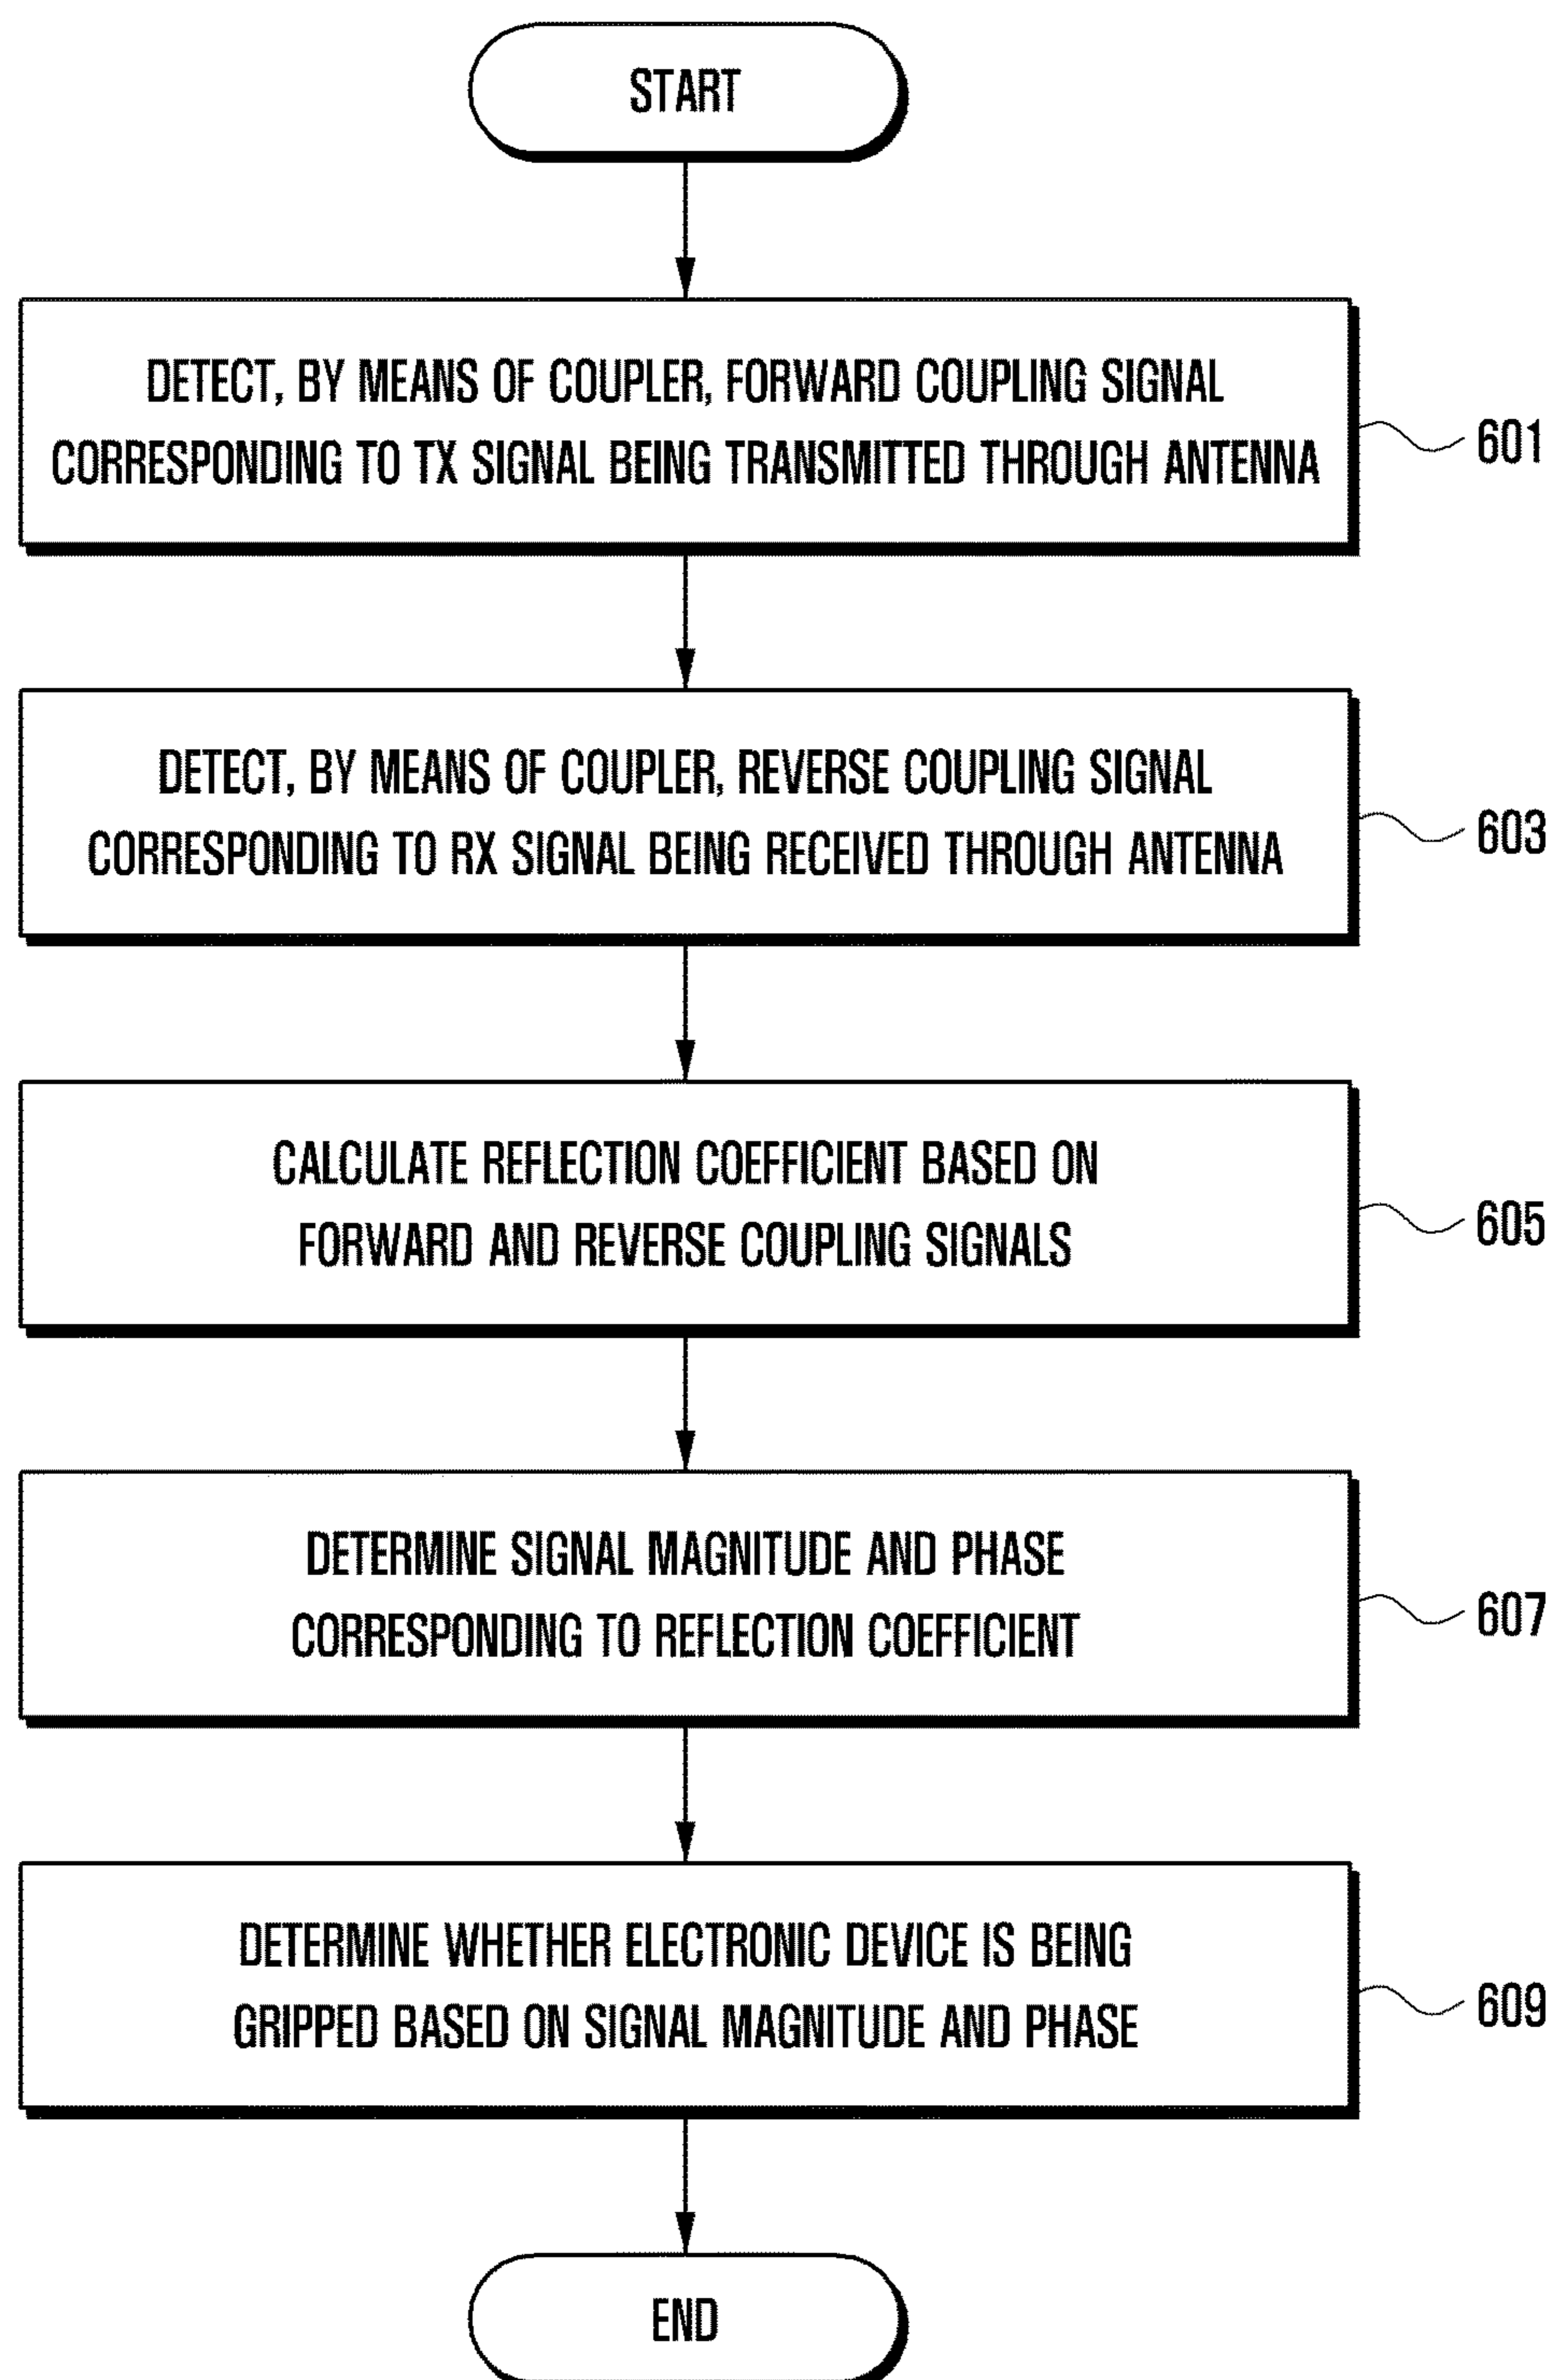 START
DETECT, BY MEANS OF COUPLER, FORWARD COUPLING SIGNAL
CORRESPONDING TO TX SIGNAL BEING TRANSMITTED THROUGH ANTENNA
601
DETECT, BY MEANS OF COUPLER, REVERSE COUPLING SIGNAL
CORRESPONDING TO RX SIGNAL BEING RECEIVED THROUGH ANTENNA
603
CALCULATE REFLECTION COEFFICIENT BASED ON
FORWARD AND REVERSE COUPLING SIGNALS
605
DETERMINE SIGNAL MAGNITUDE AND PHASE
CORRESPONDING TO REFLECTION COEFFICIENT
607
DETERMINE WHETHER ELECTRONIC DEVICE IS BEING
GRIPPED BASED ON SIGNAL MAGNITUDE AND PHASE
609
END